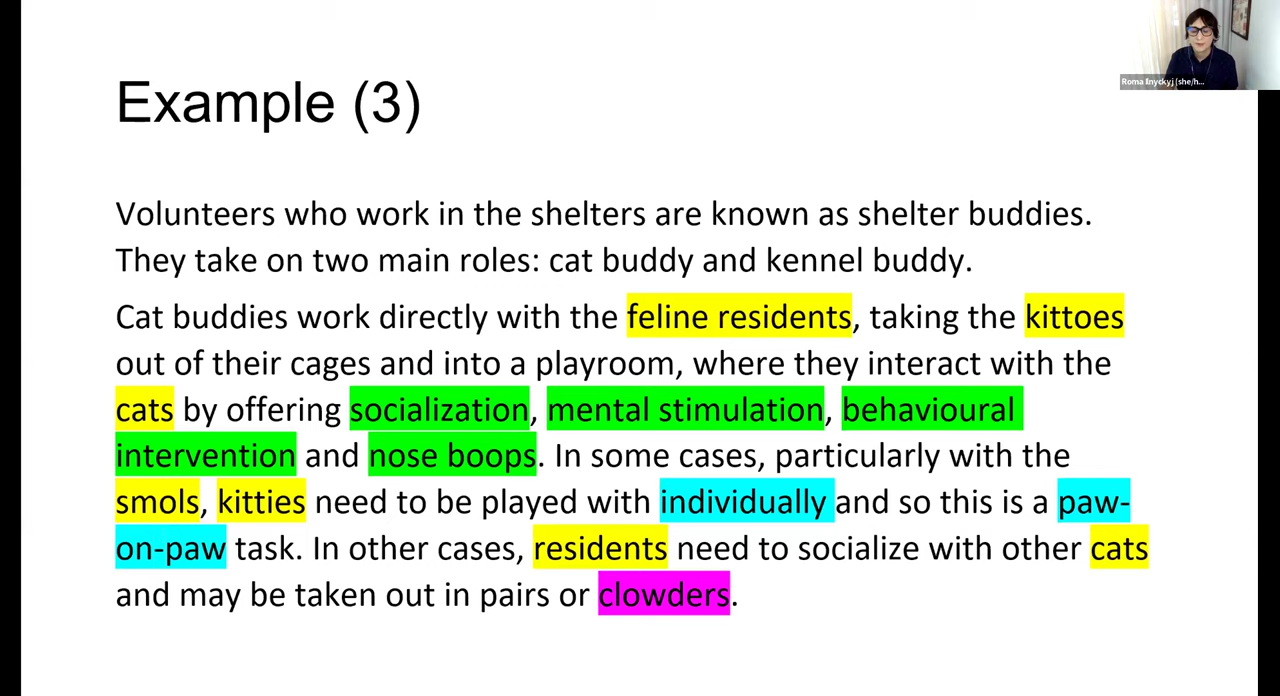 Roma Ilnyckyj (she/h...
Example (3)
Volunteers who work in the shelters are known as shelter buddies.
They take on two main roles: cat buddy and kennel buddy.
Cat buddies work directly with the feline residents, taking the kittoes
out of their cages and into a playroom, where they interact with the
cats by offering socialization, mental stimulation, behavioural
intervention and nose boops. In some cases, particularly with the
smols, kitties need to be played with individually and so this is a paw-
on-paw task. In other cases, residents need to socialize with other cats
and may be taken out in pairs or clowders.